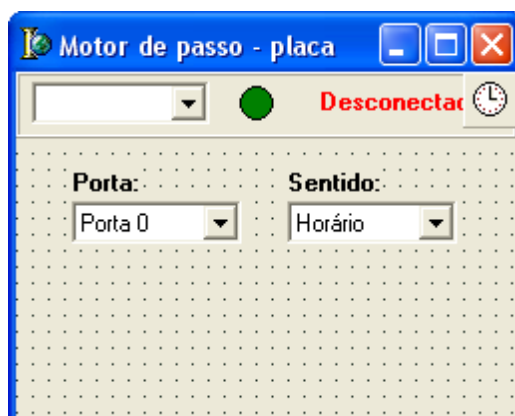 Motor de passo - placa
Desconectad
Porta:
Sentido:
Porta 0
Horário